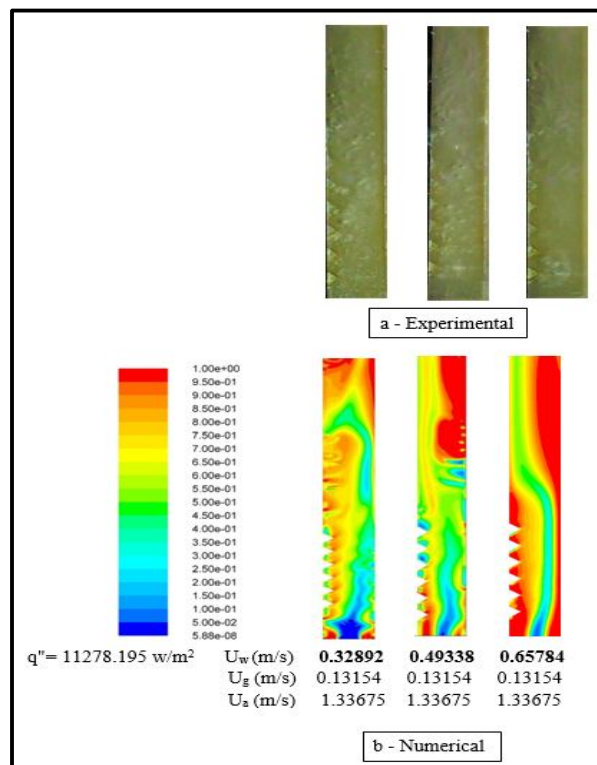 a - Experimental
1.00e+00
9.50e-01
9.00e-01
8.50e-01
8.00e-01
7.50e-01
7.00e-01
6.50e-01
6.00e-01
5.50e-01
5.00e-01
4.50e-01
4.00e-01
3.50e-01
3.00e-01
2.50e-01
2.00e-01
1.50e-01
1.00e-01
5.00e-02
5.88e-08
q"= 11278.195 w/m² U_w (m/s) 0.32892 0.49338 0.65784
U_g (m/s) 0.13154 0.13154 0.13154
U_a (m/s) 1.33675 1.33675 1.33675
b - Numerical